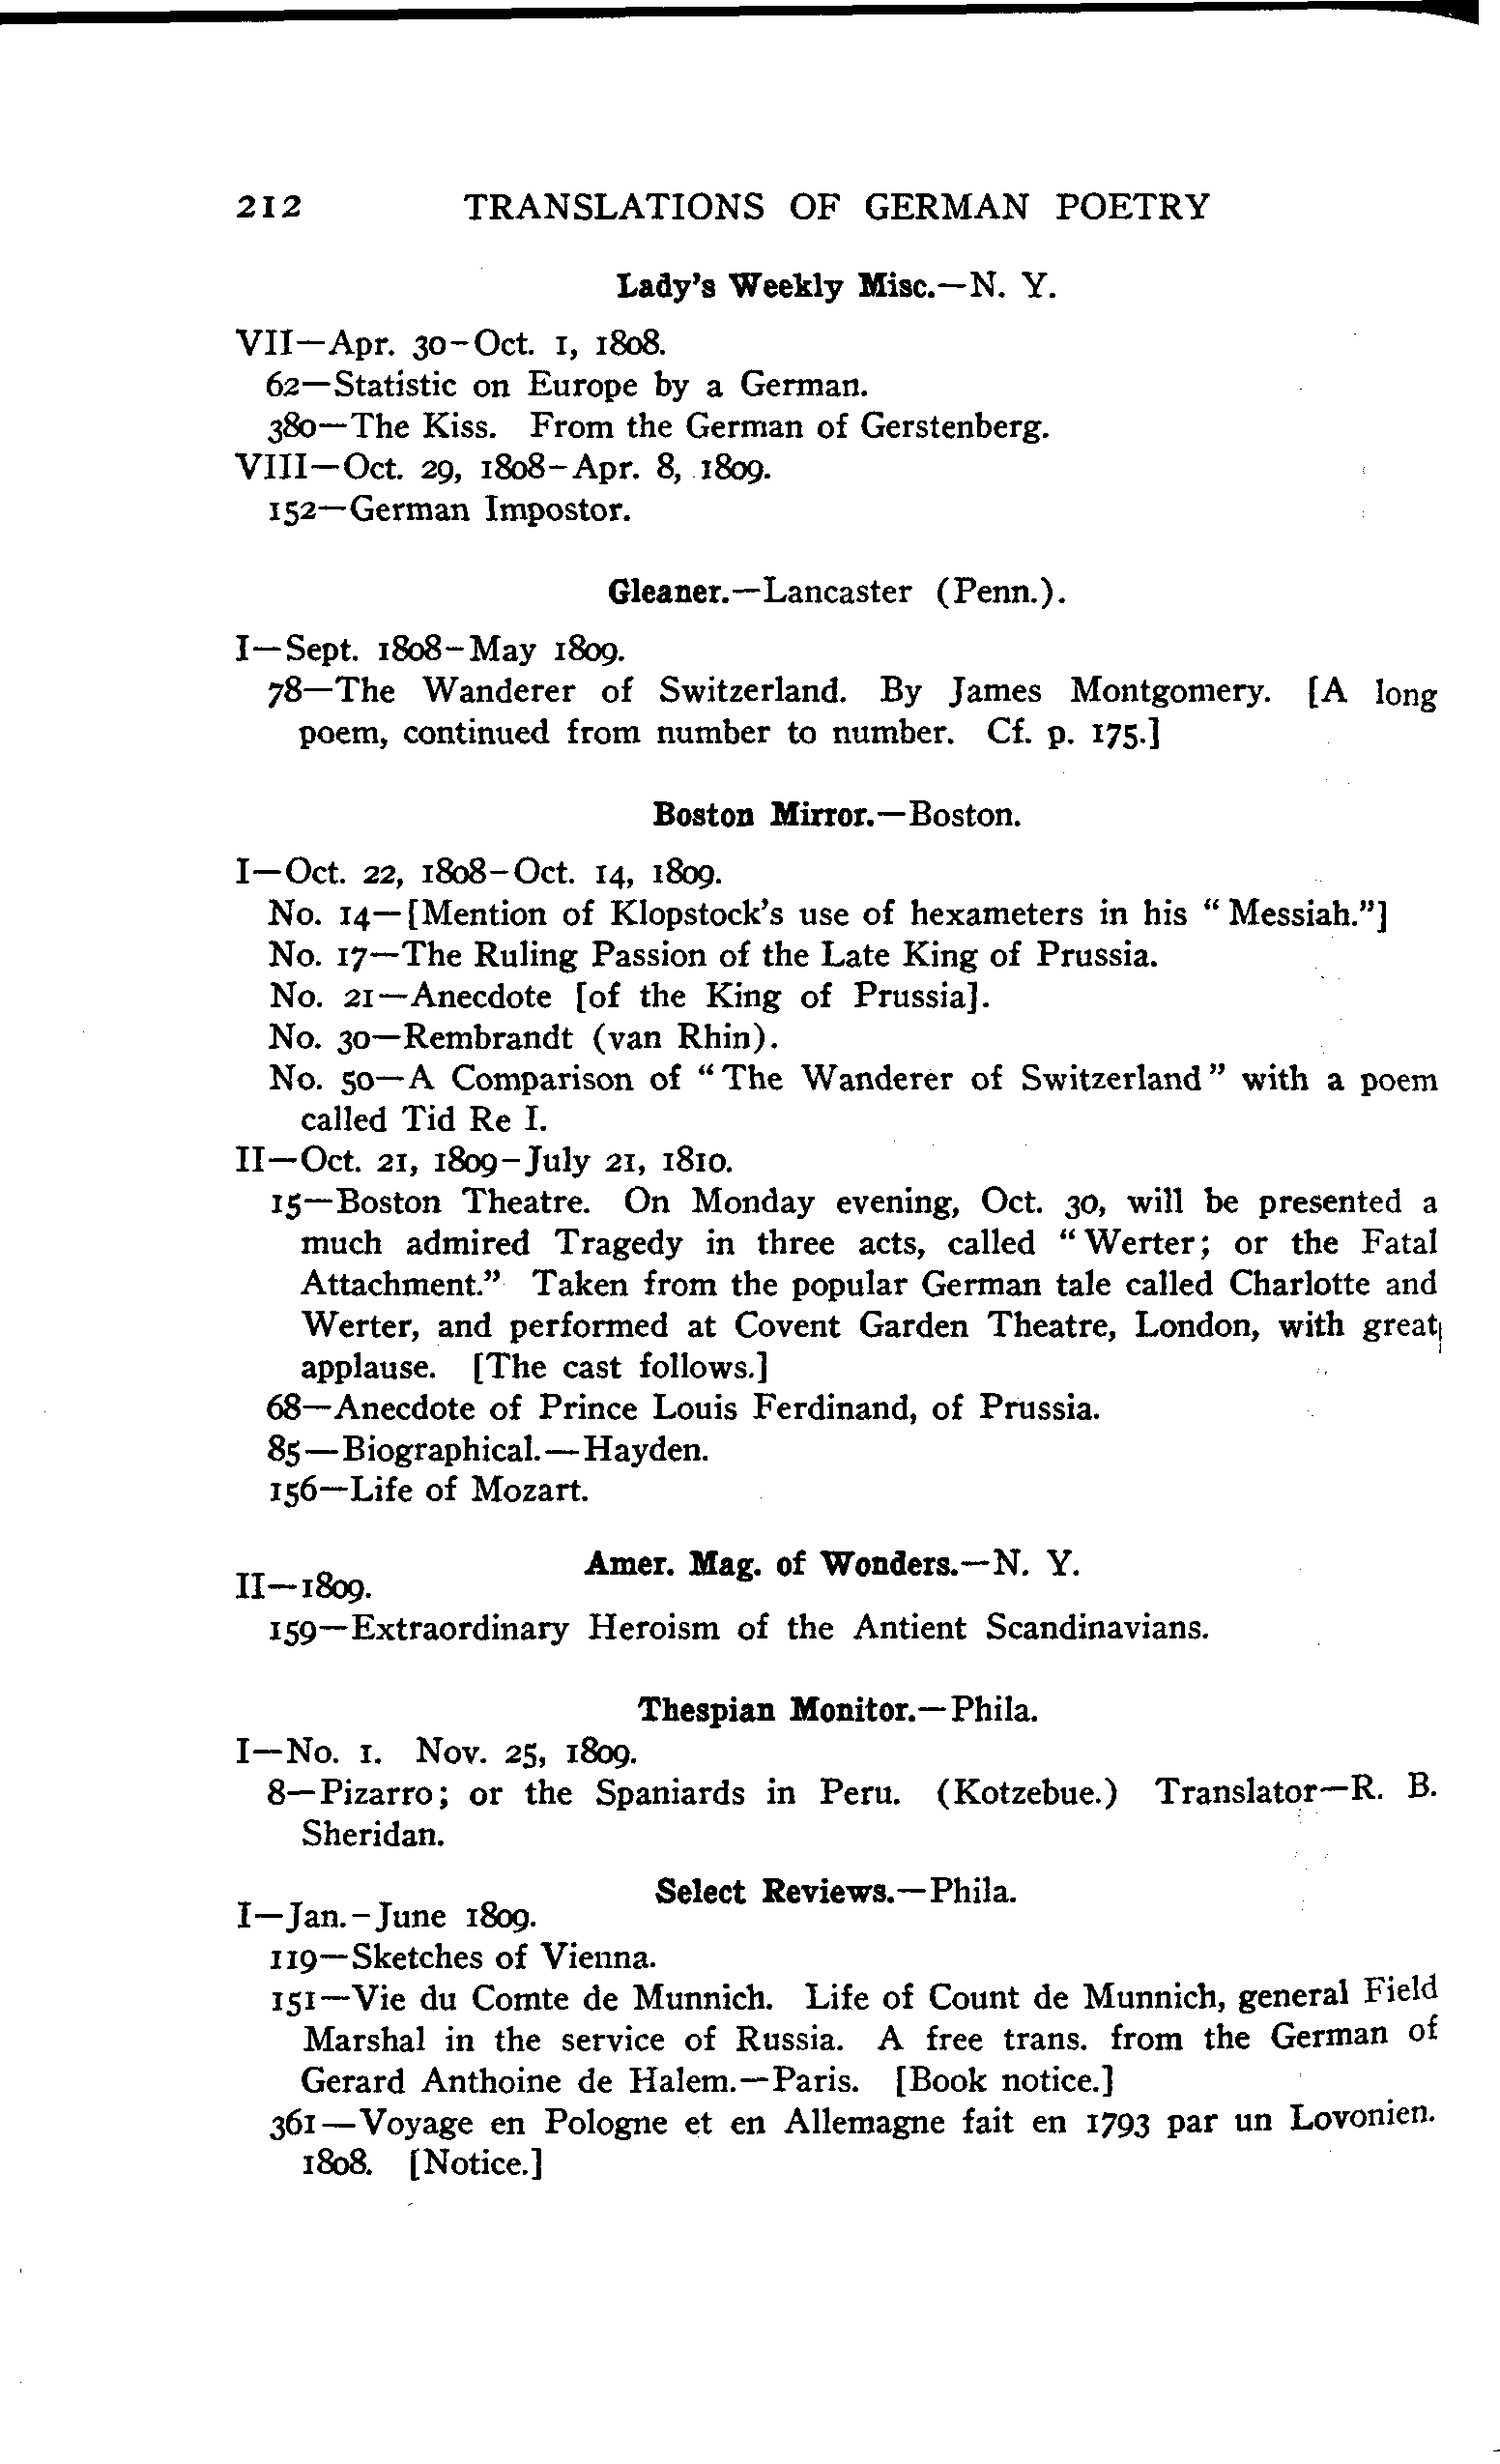 212 TRANSLATIONS OF GERMAN POETRY
Lady's Weekly Misc.—N. Y.
VII—Apr. 30-Oct. 1, 1808.
62—Statistic on Europe by a German.
380—The Kiss. From the German of Gerstenberg.
VIII—Oct. 29, 1808-Apr. 8, 1809.
152—German Impostor.
Gleaner.—Lancaster (Penn.).
I—Sept. 1808-May 1809.
78—The Wanderer of Switzerland. By James Montgomery. [A long
poem, continued from number to number. Cf. p. 175.]
Boston Mirror.—Boston.
I—Oct. 22, 1808-Oct. 14, 1809.
No. 14—[Mention of Klopstock's use of hexameters in his "Messiah."]
No. 17—The Ruling Passion of the Late King of Prussia.
No. 21—Anecdote [of the King of Prussia].
No. 30—Rembrandt (van Rhin).
No. 50—A Comparison of "The Wanderer of Switzerland" with a poem
called Tid Re I.
II—Oct. 21, 1809-July 21, 1810.
15—Boston Theatre. On Monday evening, Oct. 30, will be presented a
much admired Tragedy in three acts, called "Werter; or the Fatal
Attachment." Taken from the popular German tale called Charlotte and
Werter, and performed at Covent Garden Theatre, London, with great
applause. [The cast follows.]
68—Anecdote of Prince Louis Ferdinand, of Prussia.
85—Biographical.—Hayden.
156—Life of Mozart.
Amer. Mag. of Wonders.—N. Y.
II—1809.
159—Extraordinary Heroism of the Antient Scandinavians.
Thespian Monitor.—Phila.
I—No. 1. Nov. 25, 1809.
8—Pizarro; or the Spaniards in Peru. (Kotzebue.) Translator—R. B.
Sheridan.
Select Reviews.—Phila.
I—Jan.-June 1809.
119—Sketches of Vienna.
151—Vie du Comte de Munnich. Life of Count de Munnich, general Field
Marshal in the service of Russia. A free trans. from the German of
Gerard Anthoine de Halem.—Paris. [Book notice.]
361—Voyage en Pologne et en Allemagne fait en 1793 par un Lovonien.
1808. [Notice.]